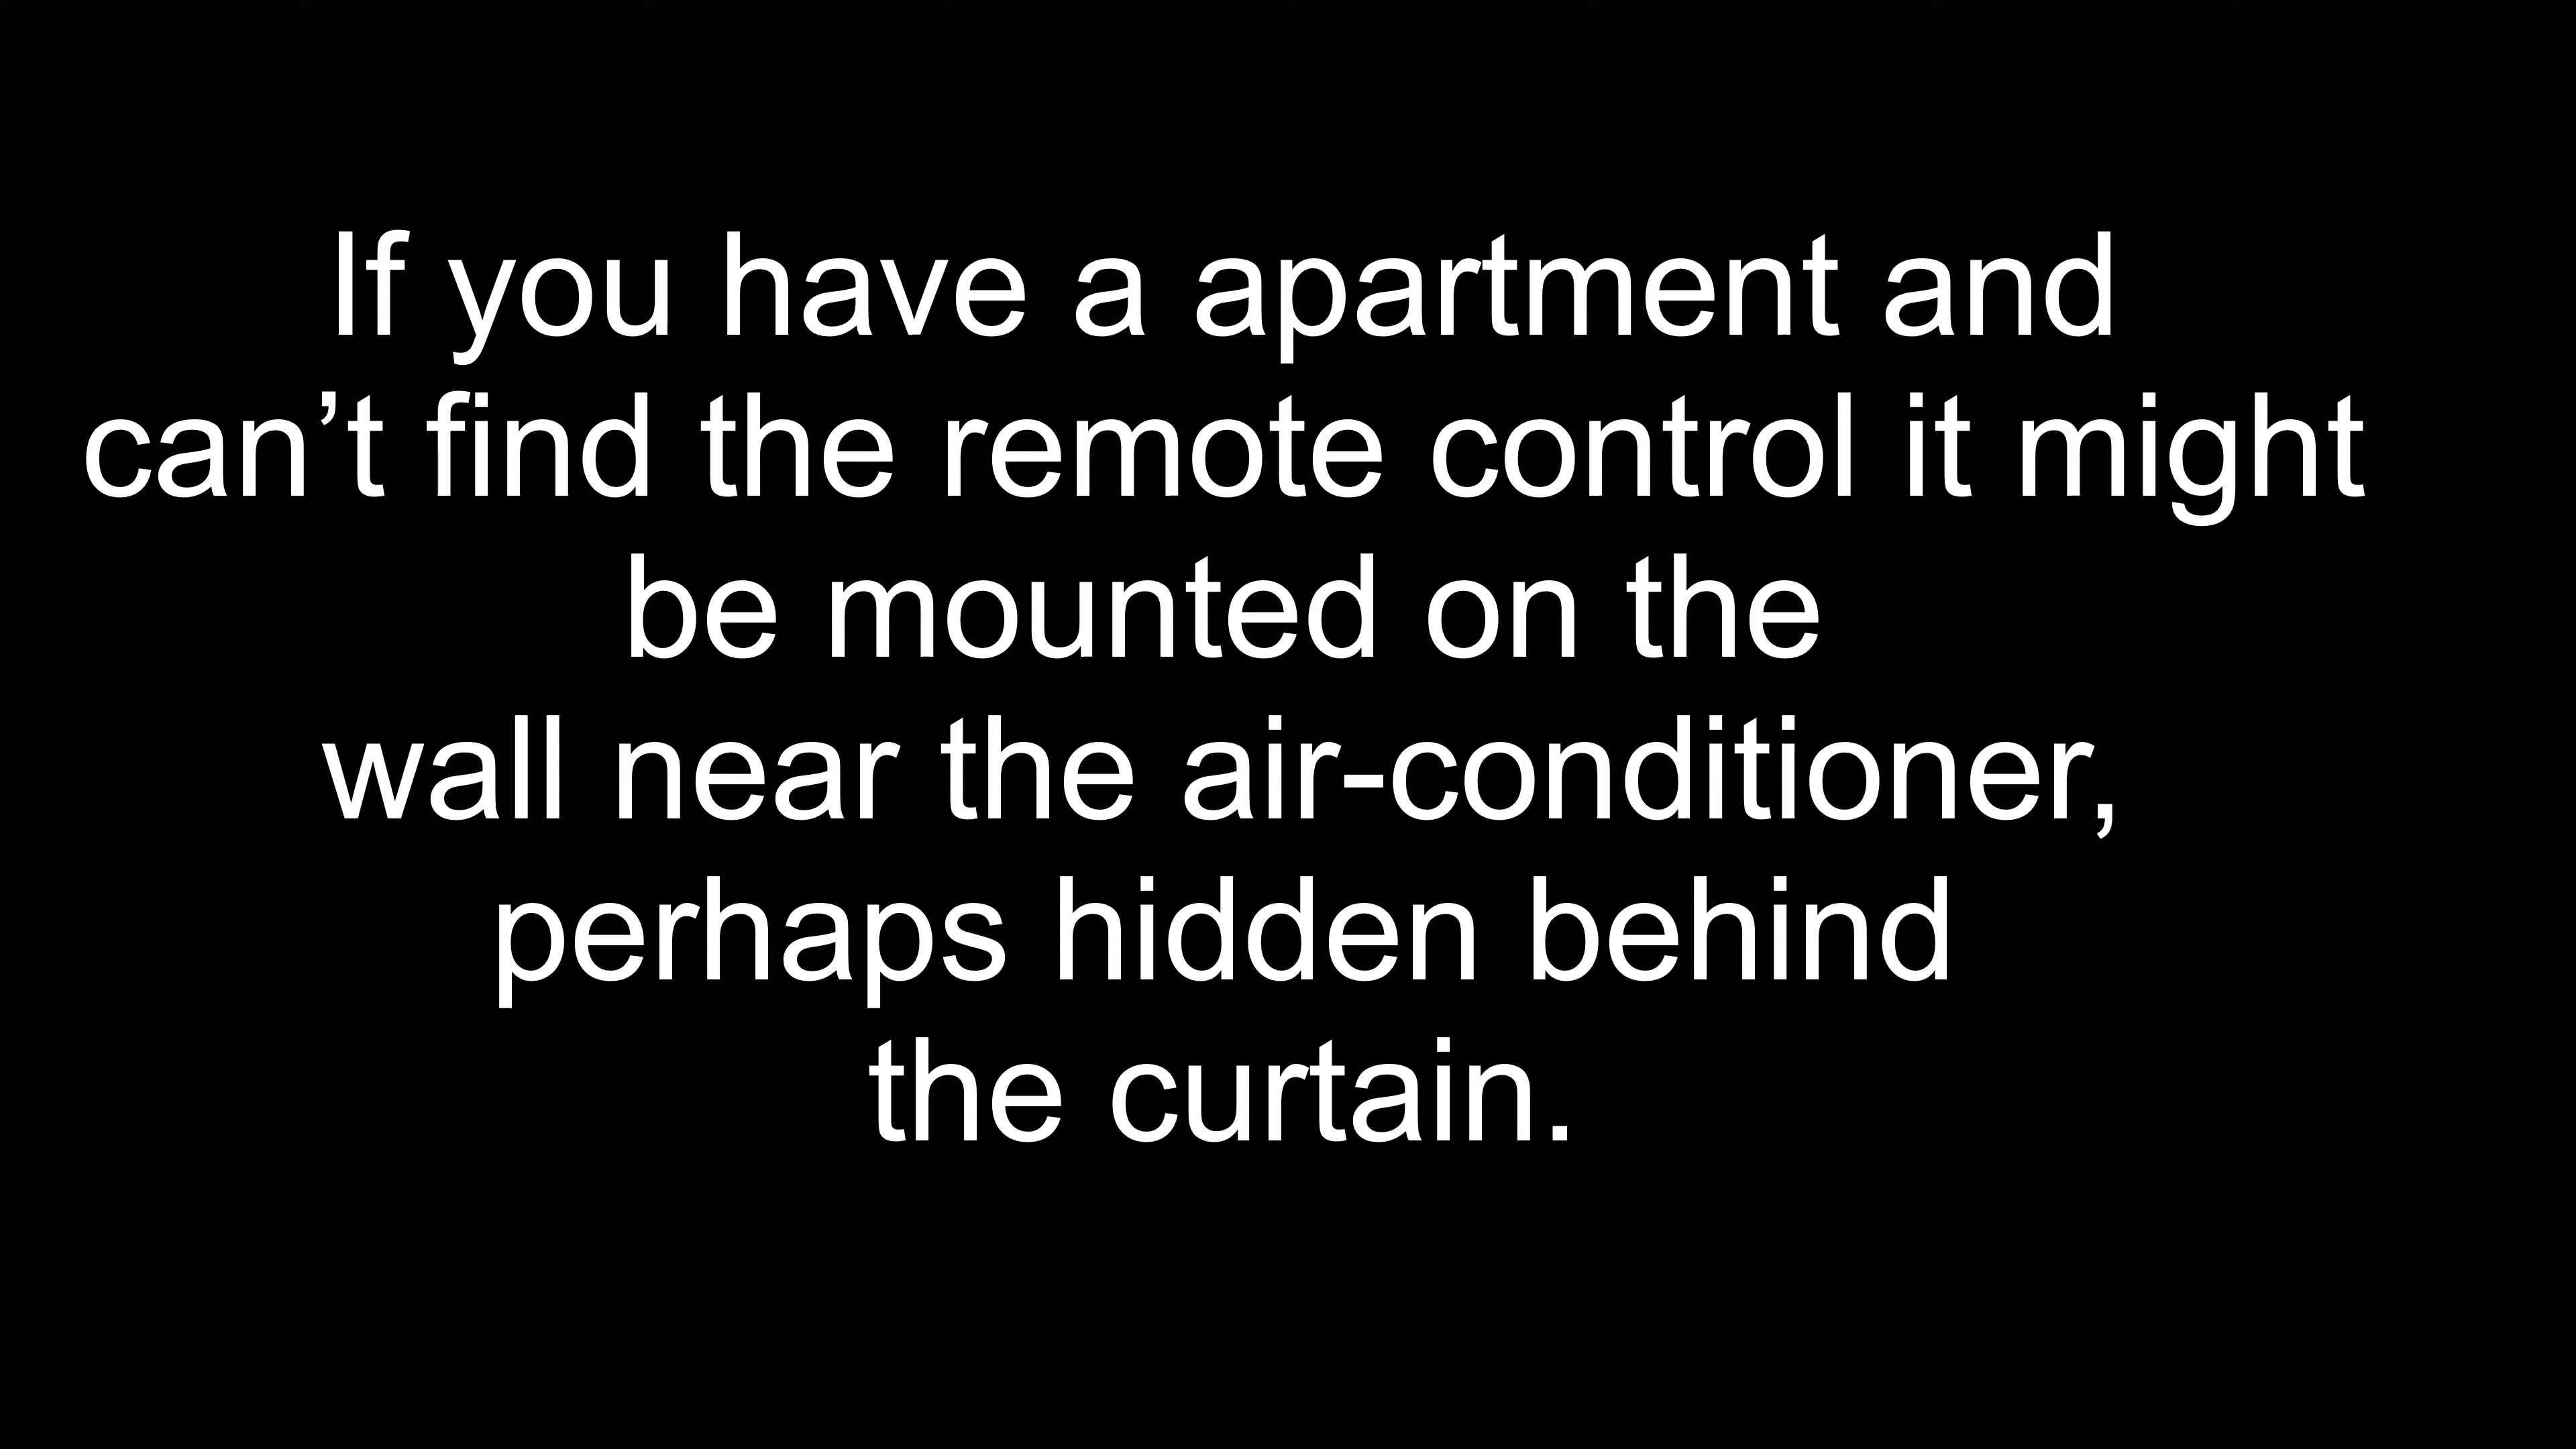 If you have a apartment and
can’t find the remote control it might
be mounted on the
wall near the air-conditioner,
perhaps hidden behind
the curtain.